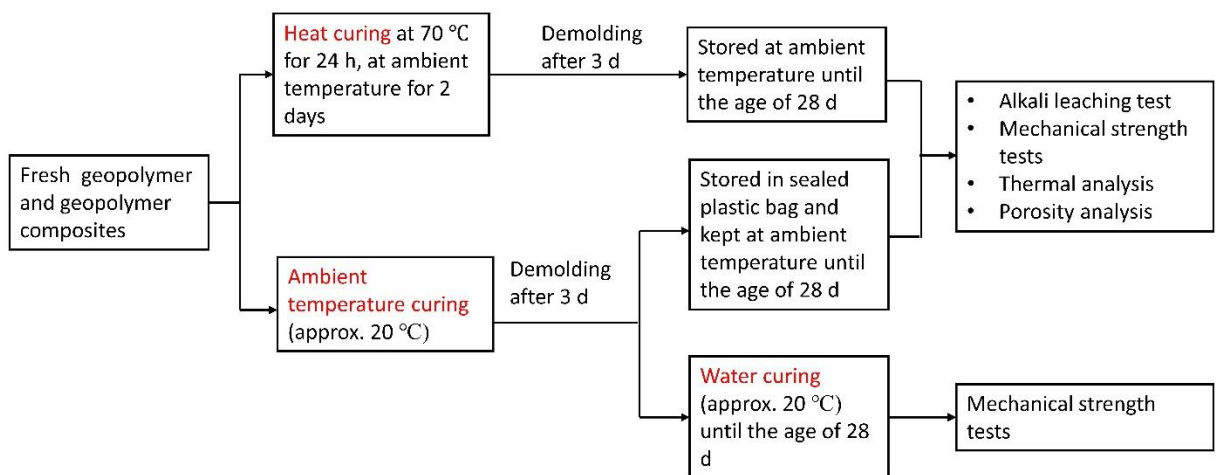 Heat curing at 70 ℃
for 24 h, at ambient
temperature for 2
days
Demolding
after 3 d
Stored at ambient
temperature until
the age of 28 d
• Alkali leaching test
• Mechanical strength
tests
• Thermal analysis
• Porosity analysis
Fresh geopolymer
and geopolymer
composites
Stored in sealed
plastic bag and
kept at ambient
temperature until
the age of 28 d
Ambient
temperature curing
(approx. 20 ℃)
Demolding
after 3 d
Water curing
(approx. 20 ℃)
until the age of 28
d
Mechanical strength
tests